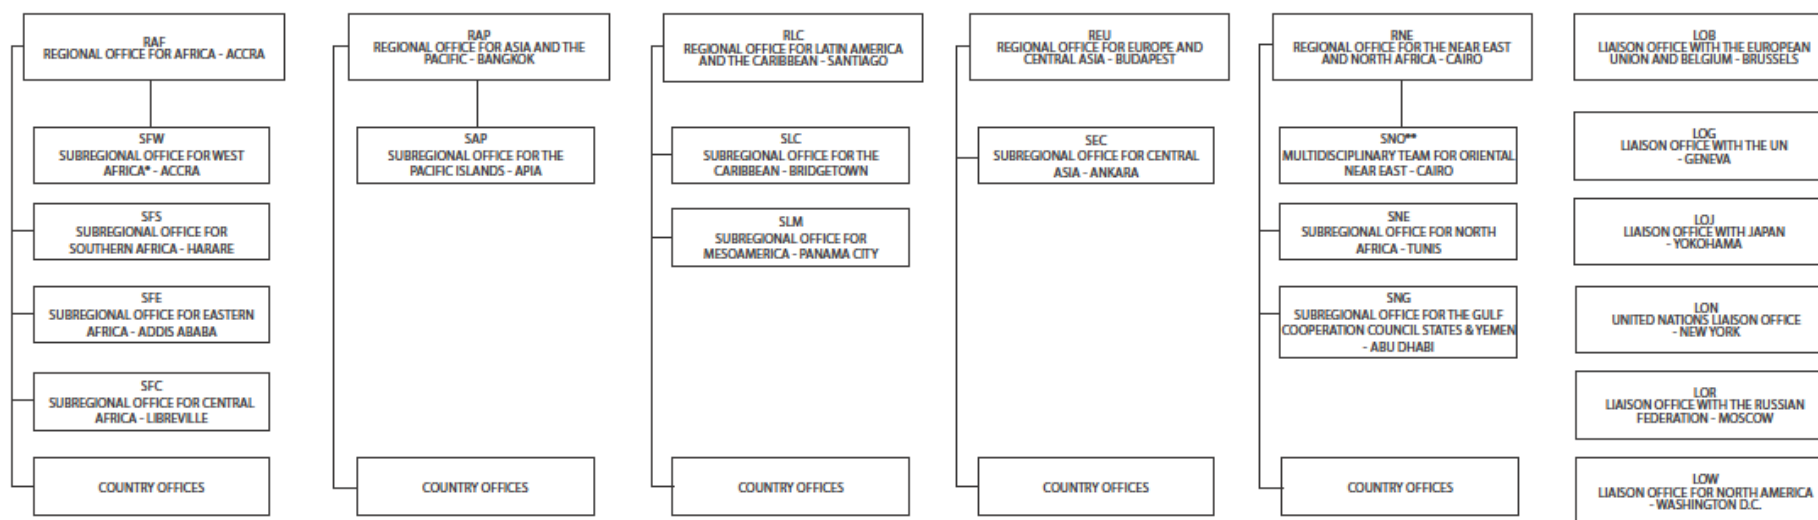 RAF
REGIONAL OFFICE FOR AFRICA - ACCRA
SFW
SUBREGIONAL OFFICE FOR WEST
AFRICA* - ACCRA
SFS
SUBREGIONAL OFFICE FOR
SOUTHERN AFRICA - HARARE
SFE
SUBREGIONAL OFFICE FOR EASTERN
AFRICA - ADDIS ABABA
SFC
SUBREGIONAL OFFICE FOR CENTRAL
AFRICA - LIBREVILLE
COUNTRY OFFICES
RAP
REGIONAL OFFICE FOR ASIA AND THE
PACIFIC - BANGKOK
SAP
SUBREGIONAL OFFICE FOR THE
PACIFIC ISLANDS - APIA
COUNTRY OFFICES
RLC
REGIONAL OFFICE FOR LATIN AMERICA
AND THE CARIBBEAN - SANTIAGO
SLC
SUBREGIONAL OFFICE FOR THE
CARIBBEAN - BRIDGETOWN
SLM
SUBREGIONAL OFFICE FOR
MESOAMERICA - PANAMA CITY
COUNTRY OFFICES
REU
REGIONAL OFFICE FOR EUROPE AND
CENTRAL ASIA - BUDAPEST
SEC
SUBREGIONAL OFFICE FOR CENTRAL
ASIA - ANKARA
COUNTRY OFFICES
RNE
REGIONAL OFFICE FOR THE NEAR EAST
AND NORTH AFRICA - CAIRO
SNO**
MULTIDISCIPLINARY TEAM FOR ORIENTAL
NEAR EAST - CAIRO
SNE
SUBREGIONAL OFFICE FOR NORTH
AFRICA - TUNIS
SNG
SUBREGIONAL OFFICE FOR THE GULF
COOPERATION COUNCIL STATES & YEMEN
- ABU DHABI
COUNTRY OFFICES
LOB
LIAISON OFFICE WITH THE EUROPEAN
UNION AND BELGIUM - BRUSSELS
LOG
LIAISON OFFICE WITH THE UN
- GENEVA
LOJ
LIAISON OFFICE WITH JAPAN
- YOKOHAMA
LON
UNITED NATIONS LIAISON OFFICE
- NEW YORK
LOR
LIAISON OFFICE WITH THE RUSSIAN
FEDERATION - MOSCOW
LOW
LIAISON OFFICE FOR NORTH AMERICA
- WASHINGTON D.C.